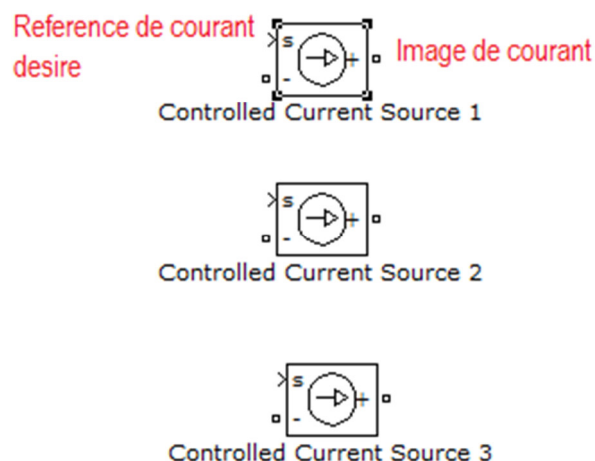 Reference de courant
desire
Image de courant
s
-
+
Controlled Current Source 1
s
-
+
Controlled Current Source 2
s
-
+
Controlled Current Source 3